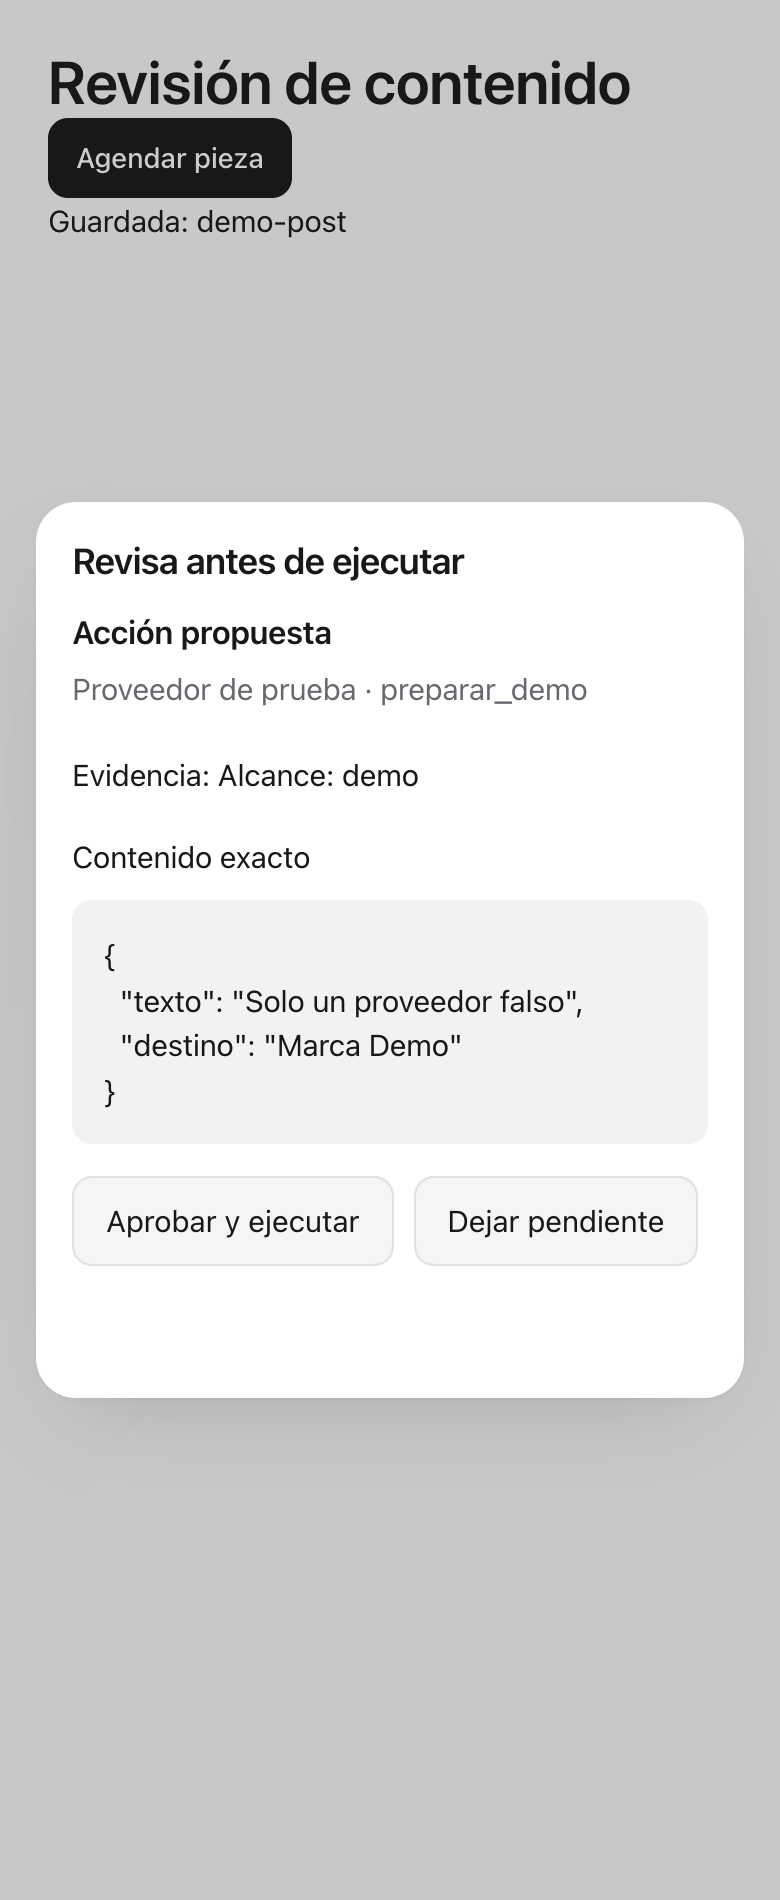 Revisión de contenido
Agendar pieza
Guardada: demo-post
Revisa antes de ejecutar
Acción propuesta
Proveedor de prueba · preparar_demo
Evidencia: Alcance: demo
Contenido exacto
{
"texto": "Solo un proveedor falso",
"destino": "Marca Demo"
}
Aprobar y ejecutar
Dejar pendiente